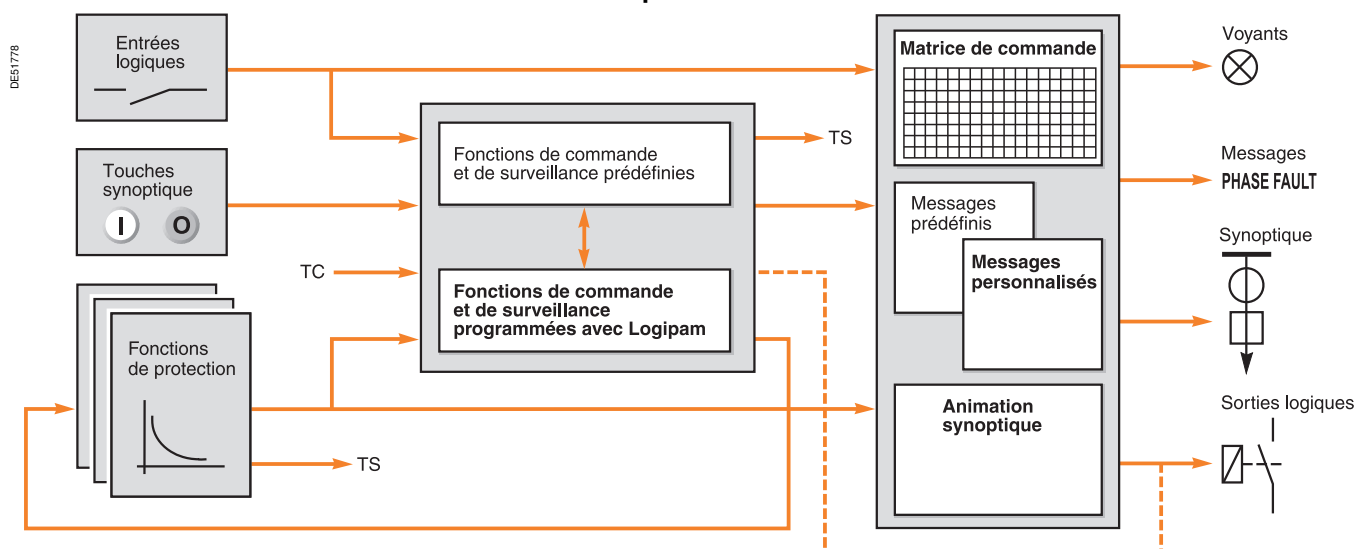 DE51778
Entrées
logiques
Touches
synoptique
I O
TC
Fonctions
de protection
TS
Fonctions de commande
et de surveillance prédéfinies
Fonctions de commande
et de surveillance
programmées avec Logipam
TS
Matrice de commande
Messages
prédéfinis
Messages
personnalisés
Animation
synoptique
Voyants
Messages
PHASE FAULT
Synoptique
Sorties logiques